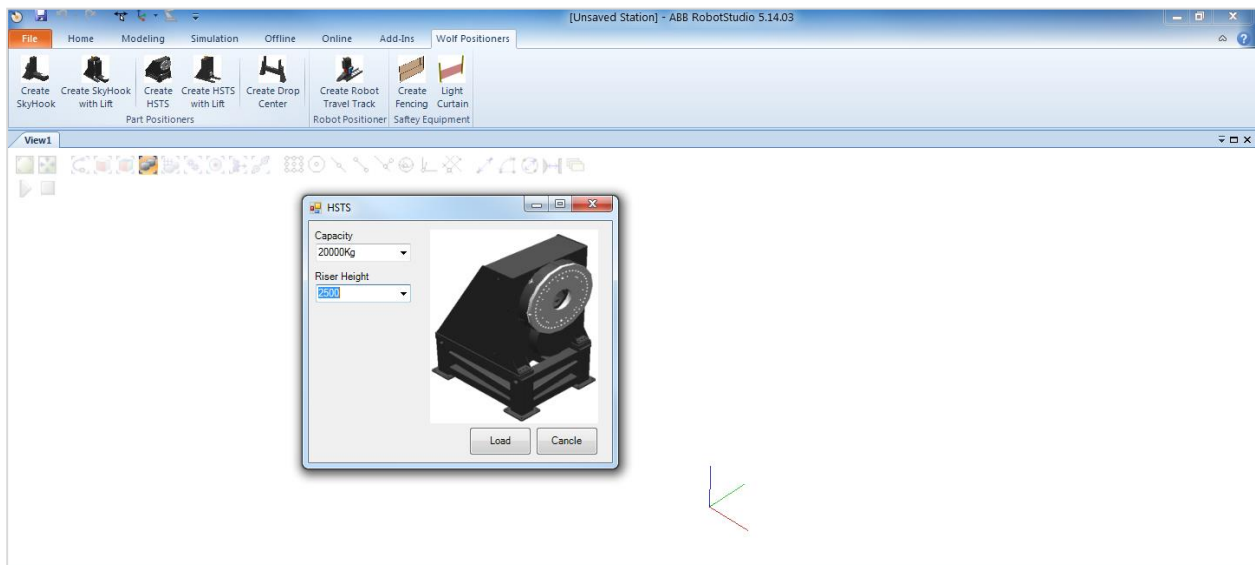 [Unsaved Station] - ABB RobotStudio 5.14.03
File Home Modeling Simulation Offline Online Add-Ins Wolf Positioners
Create Create SkyHook Create Create HSTS Create Drop Create Robot Create Light
SkyHook with Lift HSTS with Lift Center Travel Track Fencing Curtain
Part Positioners Robot Positioner Saftey Equipment
View1
HSTS
Capacity
20000Kg
Riser Height
2500
Load Cancle